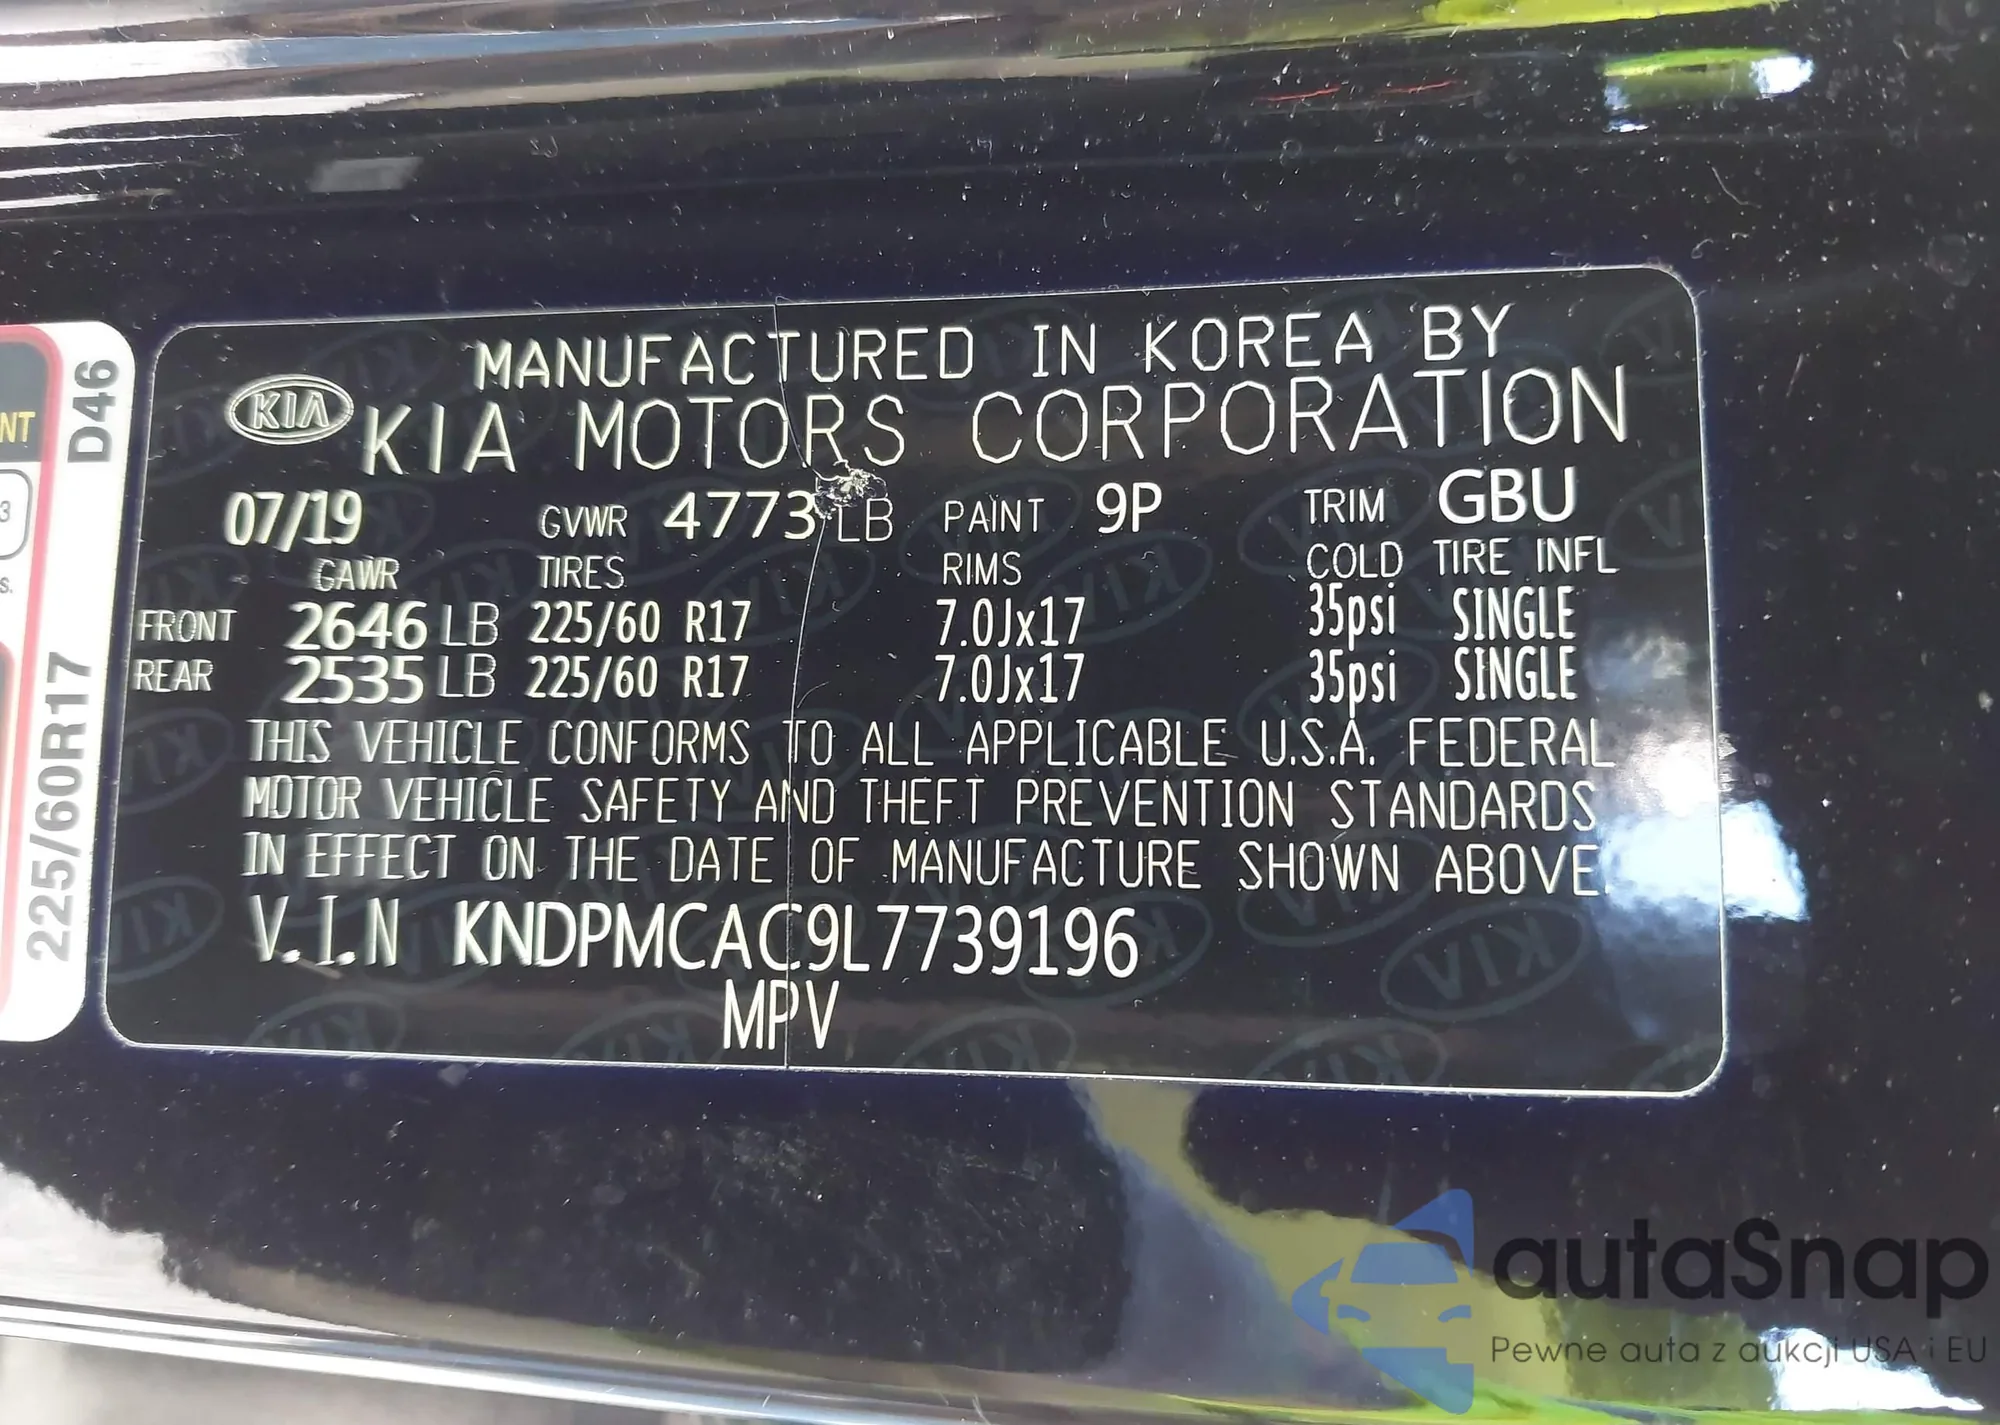 MANUFACTURED IN KOREA BY
KIA KIA MOTORS CORPORATION
07/19 GVWR 4773 LB PAINT 9P TRIM GBU
GAWR TIRES RIMS COLD TIRE INFL
FRONT 2646 LB 225/60 R17 7.0Jx17 35psi SINGLE
REAR 2535 LB 225/60 R17 7.0Jx17 35psi SINGLE
THIS VEHICLE CONFORMS TO ALL APPLICABLE U.S.A. FEDERAL
MOTOR VEHICLE SAFETY AND THEFT PREVENTION STANDARDS
IN EFFECT ON THE DATE OF MANUFACTURE SHOWN ABOVE.
V.I.N KNDPMCAC9L7739196
MPV
225/60R17 D46
NT
3
s.
autaSnap
Pewne auta z aukcji USA i EU